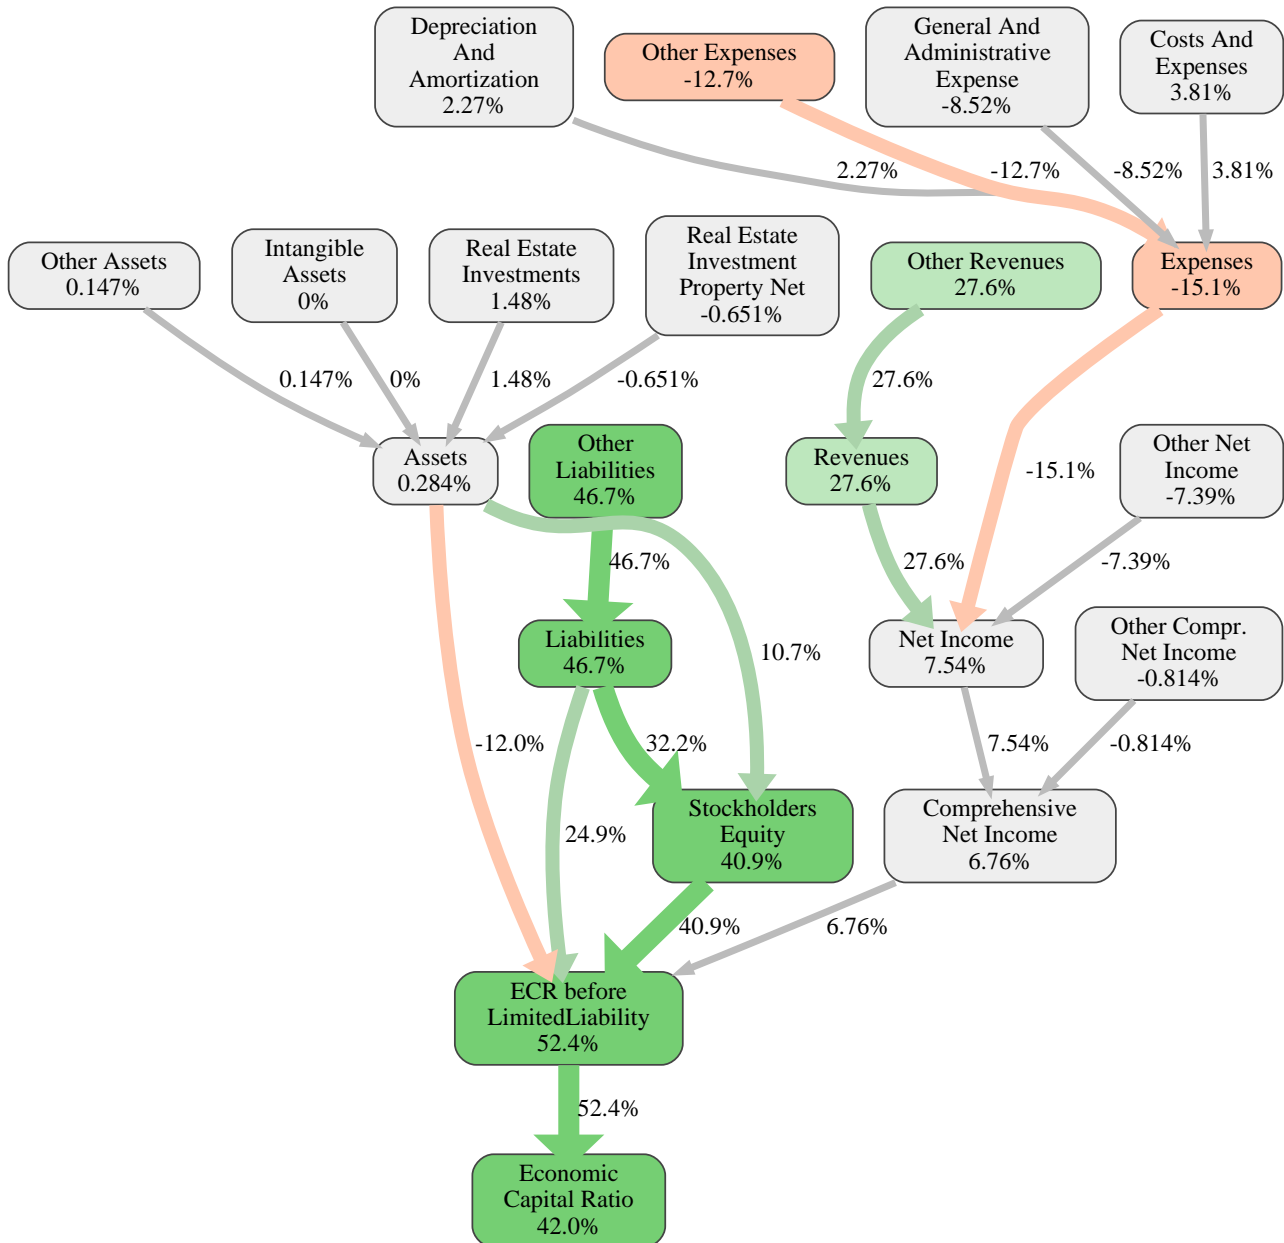 Depreciation
And
Amortization
2.27%
Other Expenses
-12.7%
General And
Administrative
Expense
-8.52%
Costs And
Expenses
3.81%
2.27%
-12.7%
-8.52%
3.81%
Other Assets
0.147%
Intangible
Assets
0%
Real Estate
Investments
1.48%
Real Estate
Investment
Property Net
-0.651%
Other Revenues
27.6%
Expenses
-15.1%
0.147%
0%
1.48%
-0.651%
27.6%
Assets
0.284%
Other
Liabilities
46.7%
Revenues
27.6%
-15.1%
Other Net
Income
-7.39%
46.7%
27.6%
-7.39%
Liabilities
46.7%
10.7%
Net Income
7.54%
Other Compr.
Net Income
-0.814%
-12.0%
32.2%
7.54%
-0.814%
24.9%
Stockholders
Equity
40.9%
Comprehensive
Net Income
6.76%
40.9%
6.76%
ECR before
LimitedLiability
52.4%
52.4%
Economic
Capital Ratio
42.0%